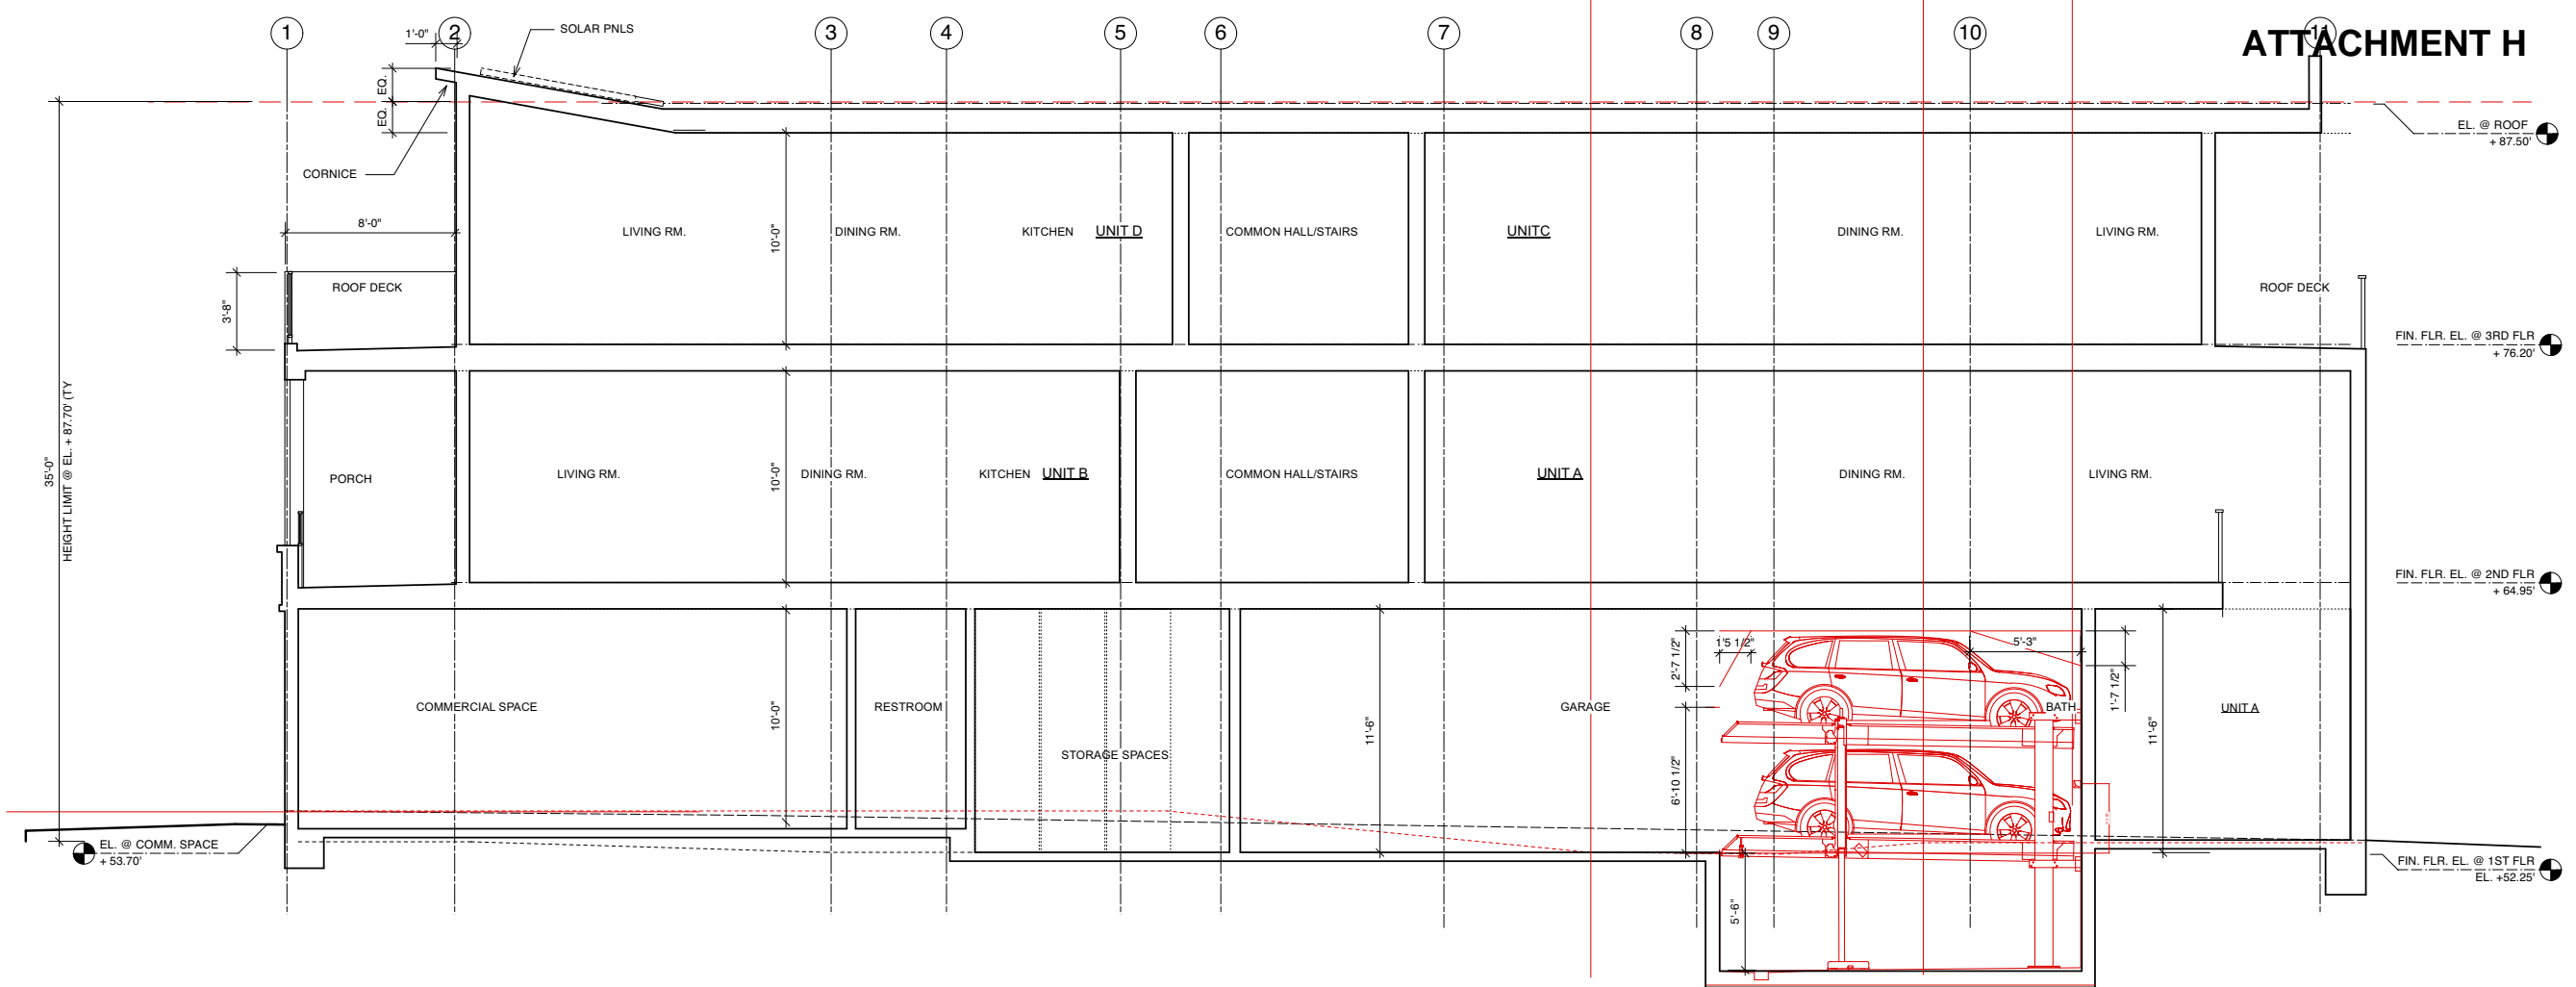 ATTACHMENT H
1
2
3
4
5
6
7
8
9
10
11
1'-0"
SOLAR PNLS
EQ.
EQ.
CORNICE
EL. @ ROOF
+ 87.50'
8'-0"
LIVING RM.
10'-0"
DINING RM.
KITCHEN
UNIT D
COMMON HALL/STAIRS
UNITC
DINING RM.
LIVING RM.
ROOF DECK
3'-8"
ROOF DECK
FIN. FLR. EL. @ 3RD FLR
+ 76.20'
35'-0"
HEIGHT LIMIT @ EL. + 87.70' (TY
PORCH
LIVING RM.
10'-0"
DINING RM.
KITCHEN
UNIT B
COMMON HALL/STAIRS
UNIT A
DINING RM.
LIVING RM.
FIN. FLR. EL. @ 2ND FLR
+ 64.95'
COMMERCIAL SPACE
10'-0"
RESTROOM
STORAGE SPACES
11'-6"
GARAGE
2'-7 1/2"
1'5 1/2"
5'-3"
1'-7 1/2"
6'-10 1/2"
BATH
11'-6"
UNIT A
EL. @ COMM. SPACE
+ 53.70'
5'-6"
FIN. FLR. EL. @ 1ST FLR
EL. +52.25'